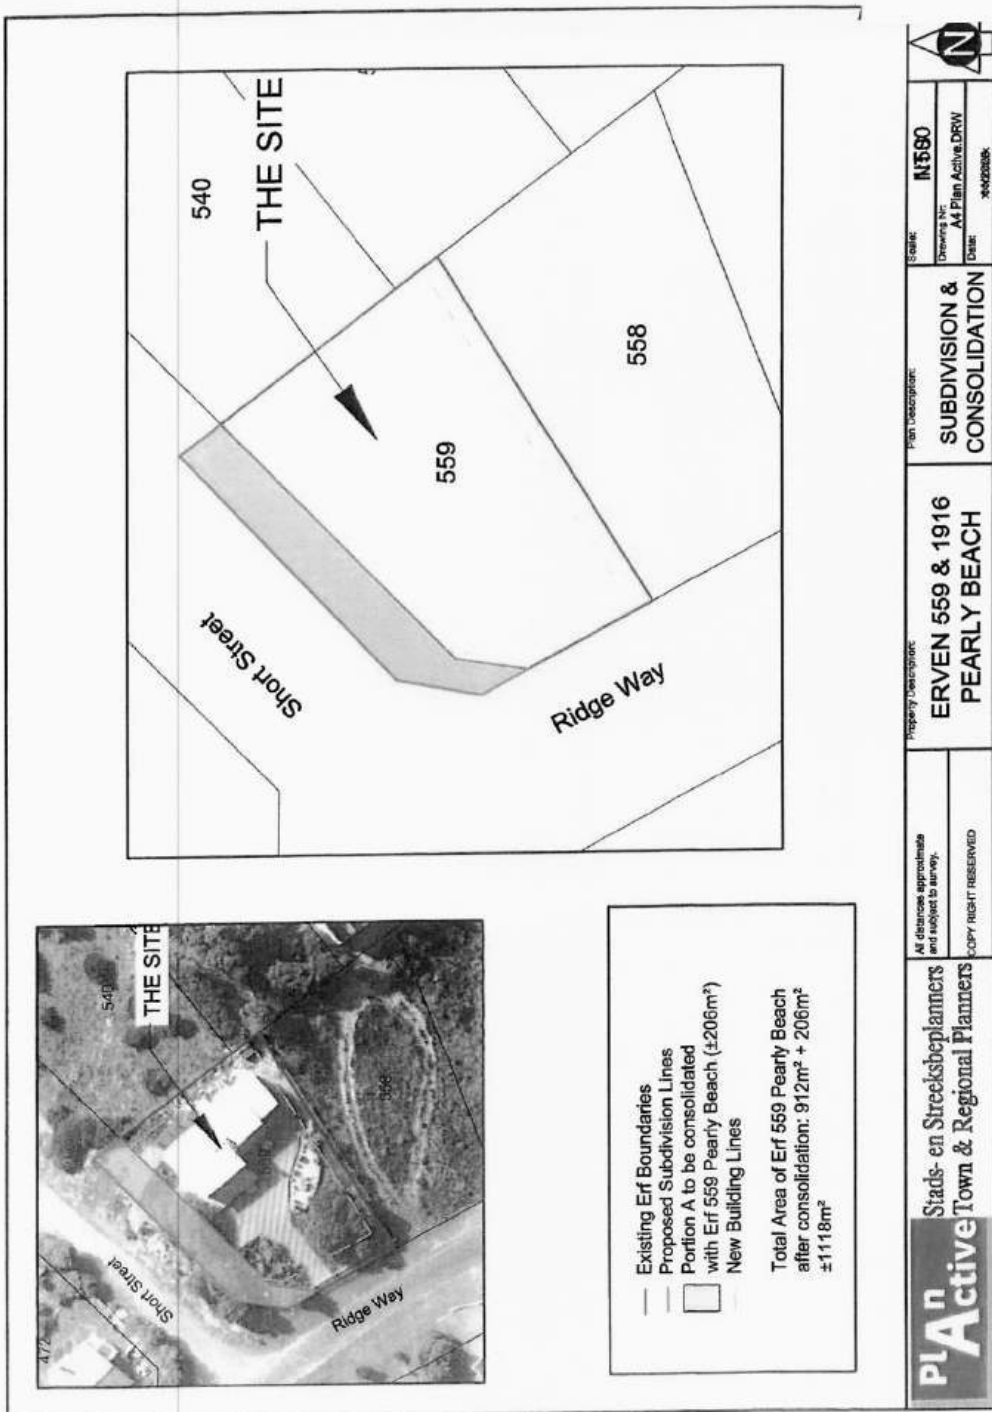 540
THE SITE
559
558
Short Street
Ridge Way
540
THE SITE
559
558
472
Short Street
Ridge Way
Existing Erf Boundaries
Proposed Subdivision Lines
Portion A to be consolidated
with Erf 559 Pearly Beach (±206m²)
New Building Lines
Total Area of Erf 559 Pearly Beach
after consolidation: 912m² + 206m²
±1118m²
Plan Active
Stads- en Streeksbeplanners
Town & Regional Planners
All distances approximate
and subject to survey.
COPY RIGHT RESERVED
Property Description:
ERVEN 559 & 1916
PEARLY BEACH
Plan Description:
SUBDIVISION &
CONSOLIDATION
Scale:
Drawing Nr:
A4 Plan Active.DRW
Date:
N